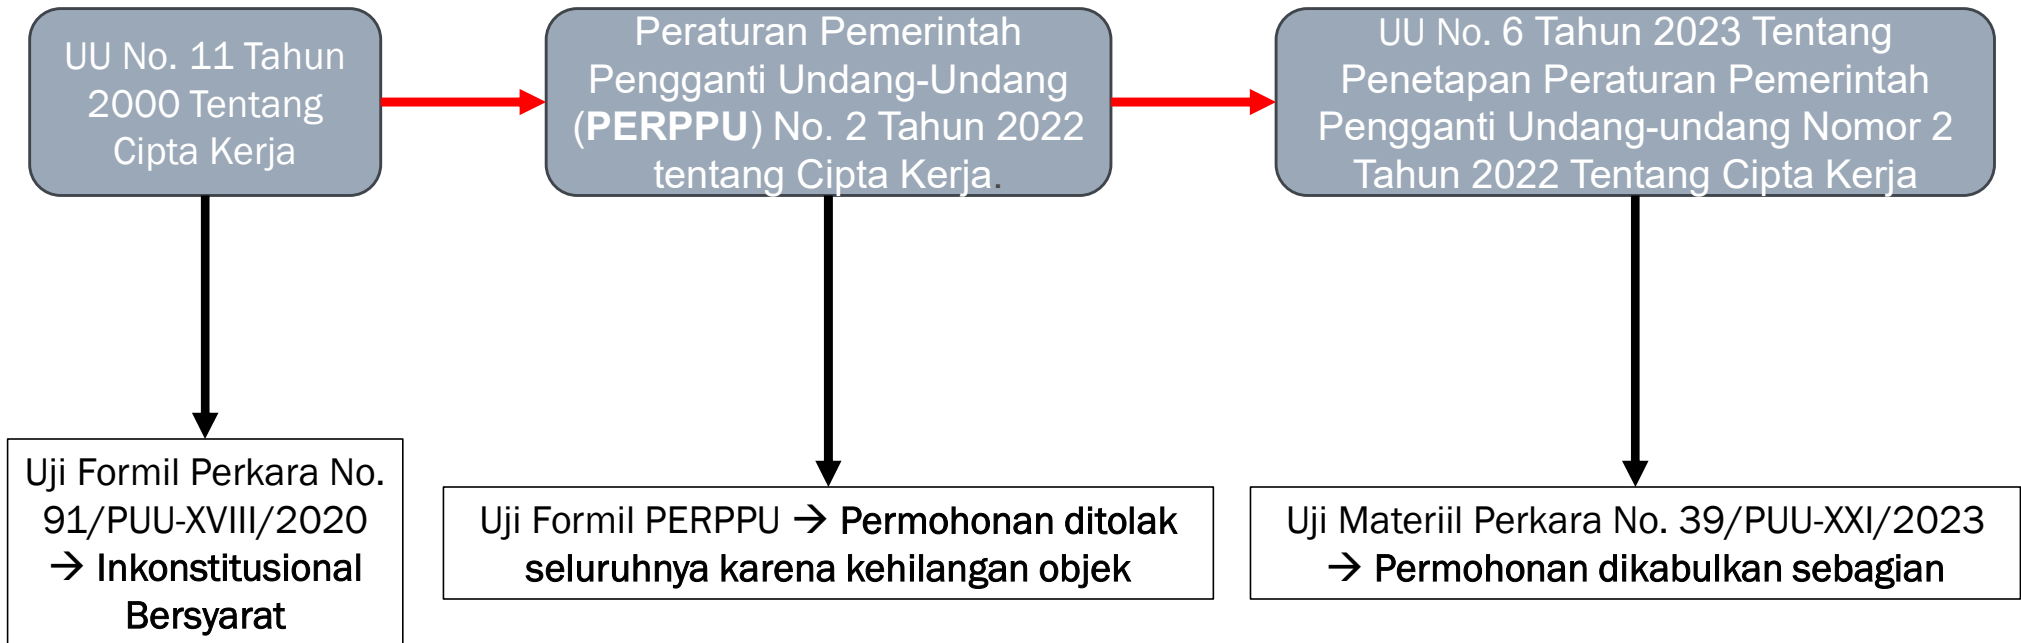 UU No. 11 Tahun
2000 Tentang
Cipta Kerja
Peraturan Pemerintah
Pengganti Undang-Undang
(PERPPU) No. 2 Tahun 2022
tentang Cipta Kerja.
UU No. 6 Tahun 2023 Tentang
Penetapan Peraturan Pemerintah
Pengganti Undang-undang Nomor 2
Tahun 2022 Tentang Cipta Kerja
Uji Formil Perkara No.
91/PUU-XVIII/2020
→ Inkonstitusional
Bersyarat
Uji Formil PERPPU → Permohonan ditolak
seluruhnya karena kehilangan objek
Uji Materiil Perkara No. 39/PUU-XXI/2023
→ Permohonan dikabulkan sebagian